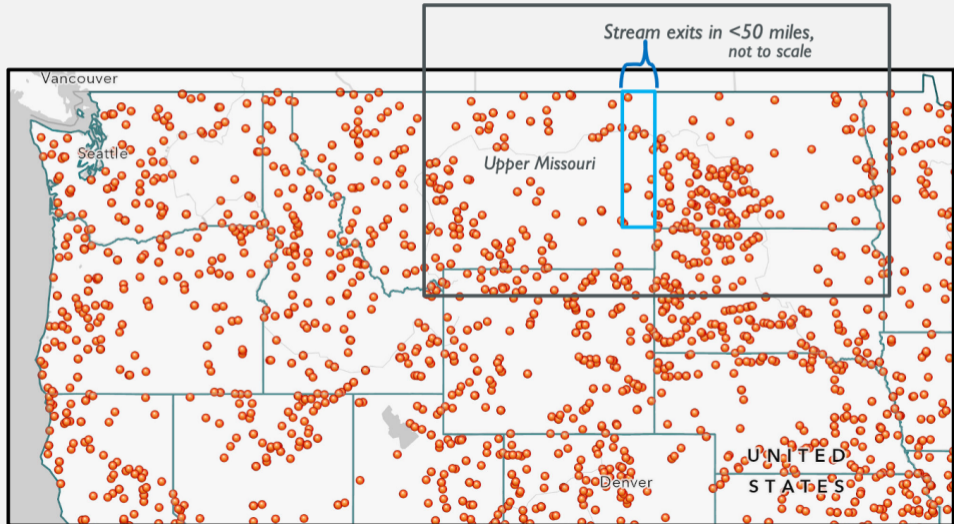 Stream exits in <50 miles,
not to scale
Vancouver
Seattle
Upper Missouri
UNITED
STATES
Denver